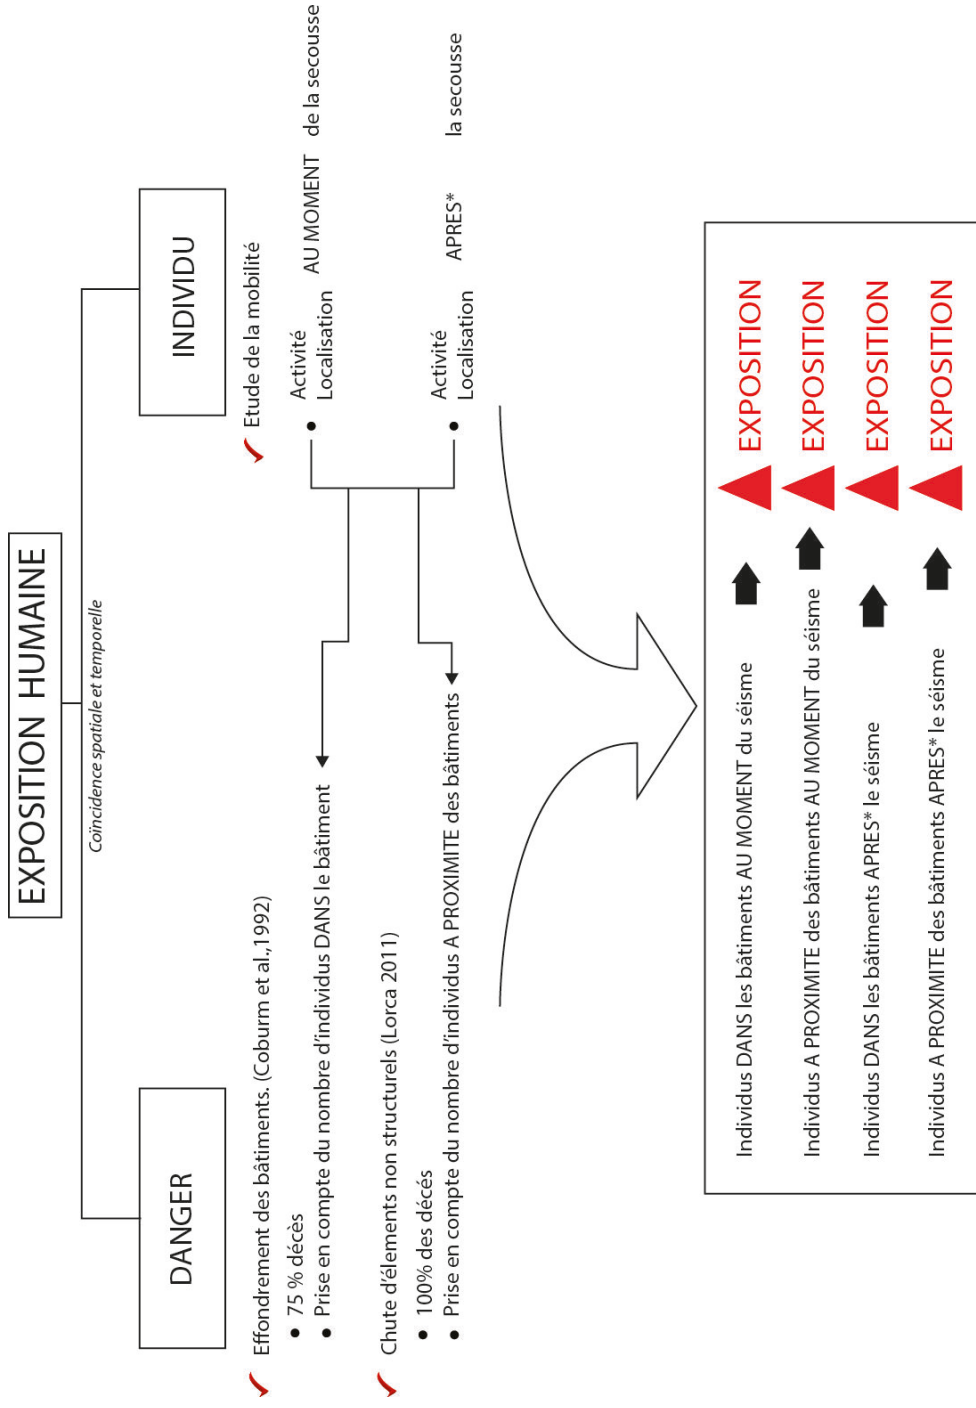 EXPOSITION HUMAINE
Coïncidence spatiale et temporelle
DANGER
Effondrement des bâtiments. (Coburm et al.,1992)
75 % décès
Prise en compte du nombre d'individus DANS le bâtiment
Chute d'élements non structurels (Lorca 2011)
100% des décés
Prise en compte du nombre d'individus A PROXIMITE des bâtiments
INDIVIDU
Etude de la mobilité
Activité
Localisation
AU MOMENT de la secousse
Activité
Localisation
APRES* la secousse
Individus DANS les bâtiments AU MOMENT du séisme EXPOSITION
Individus A PROXIMITE des bâtiments AU MOMENT du séisme EXPOSITION
Individus DANS les bâtiments APRES* le séisme EXPOSITION
Individus A PROXIMITE des bâtiments APRES* le séisme EXPOSITION